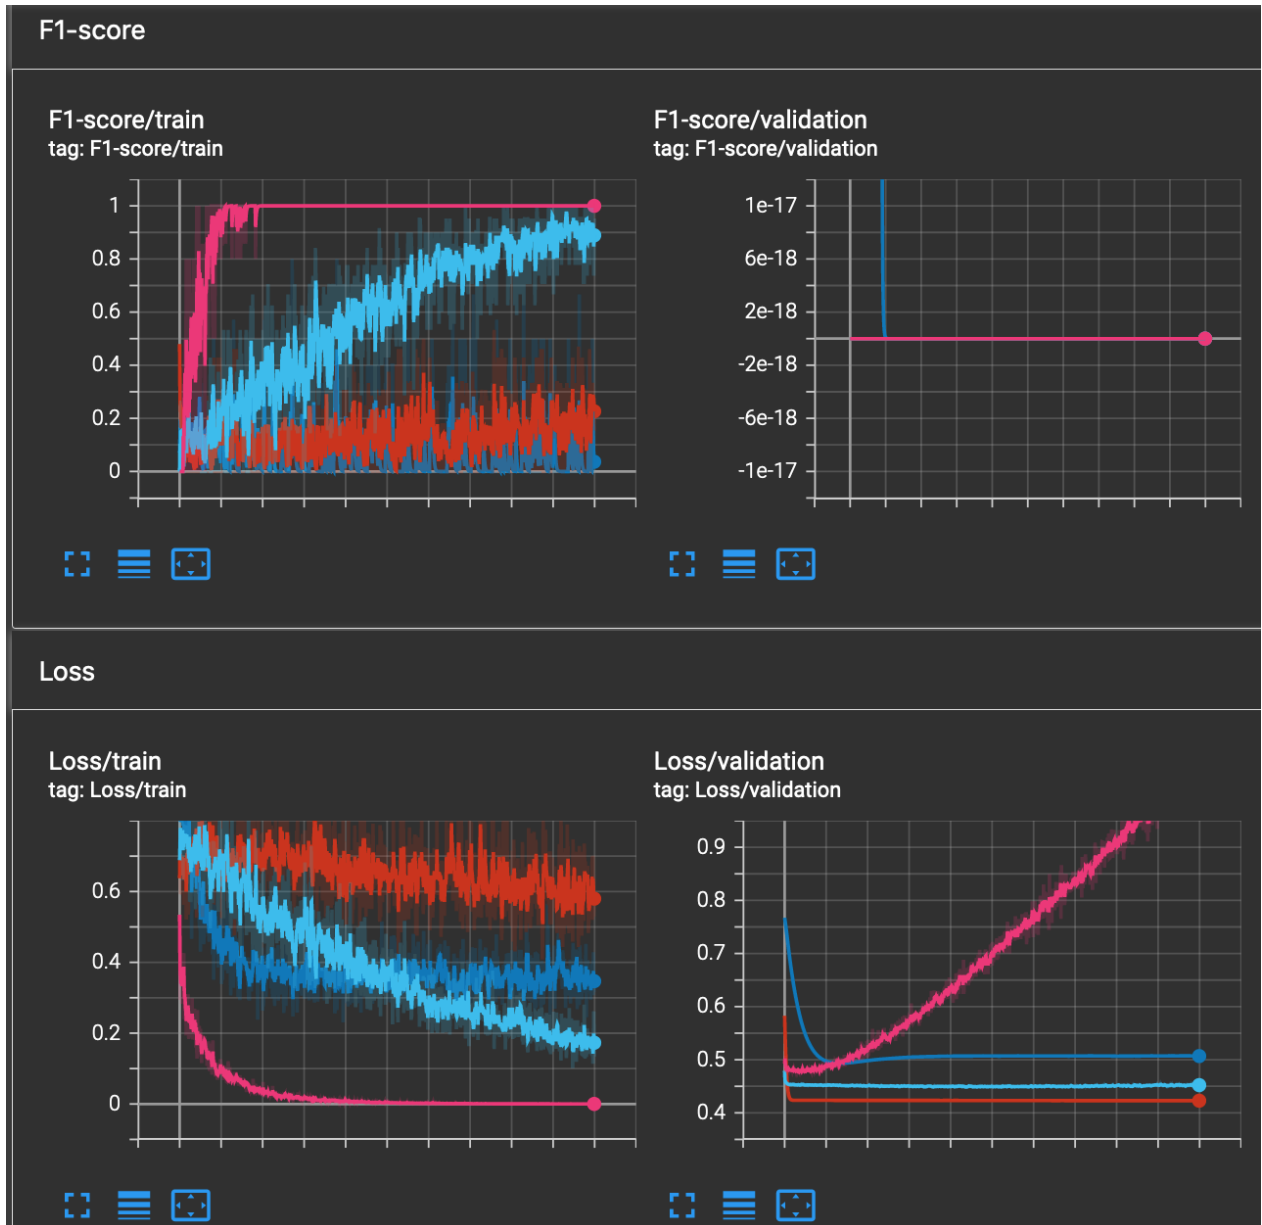 F1-score
F1-score/train
tag: F1-score/train
1
0.8
0.6
0.4
0.2
0
F1-score/validation
tag: F1-score/validation
1e-17
6e-18
2e-18
-2e-18
-6e-18
-1e-17
Loss
Loss/train
tag: Loss/train
0.6
0.4
0.2
0
Loss/validation
tag: Loss/validation
0.9
0.8
0.7
0.6
0.5
0.4